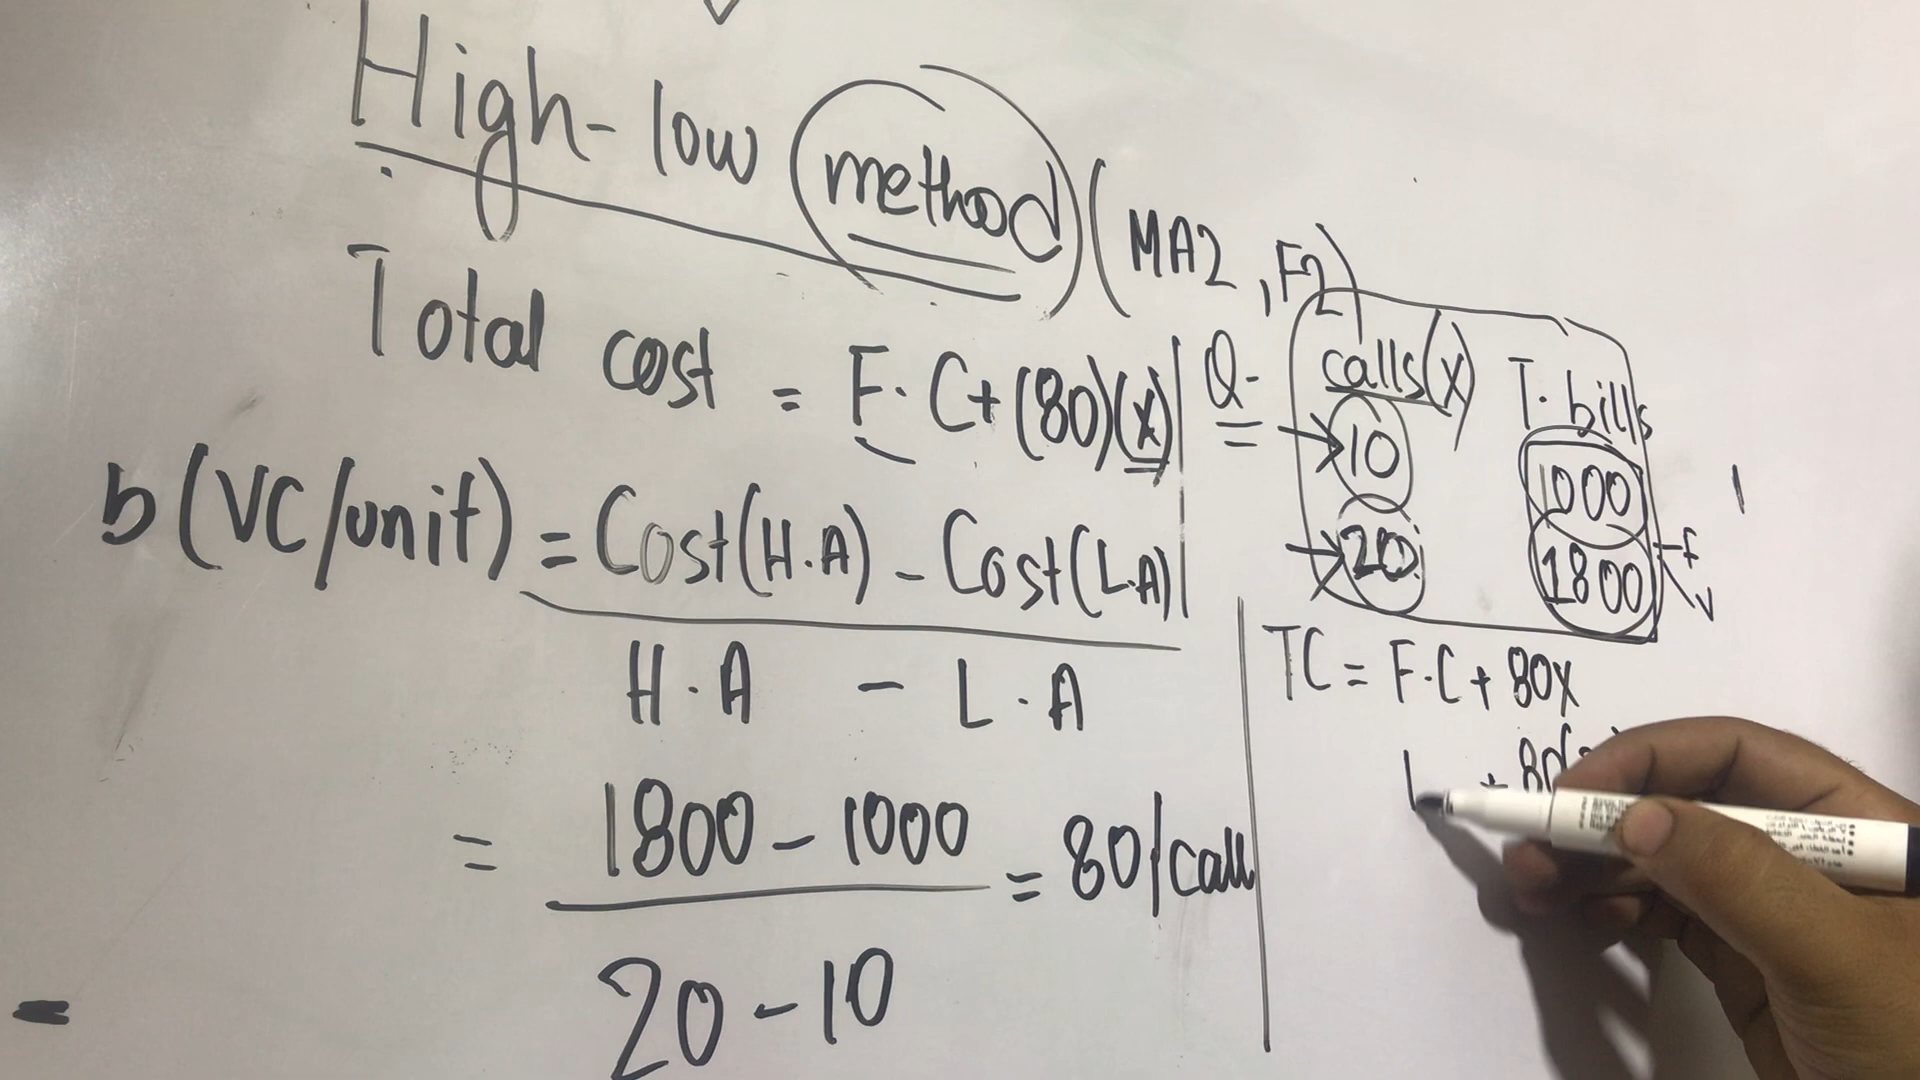 High-low method (MA2, F2)
Total cost = F.C + (80)(x)
b (VC/unit) = Cost(H.A) - Cost(L.A)
H.A - L.A
= 1800 - 1000 = 80/call
20 - 10
Q-
calls(x) T. bills
10 1000
20 1800
f
V
TC = F.C + 80x
+ 80(